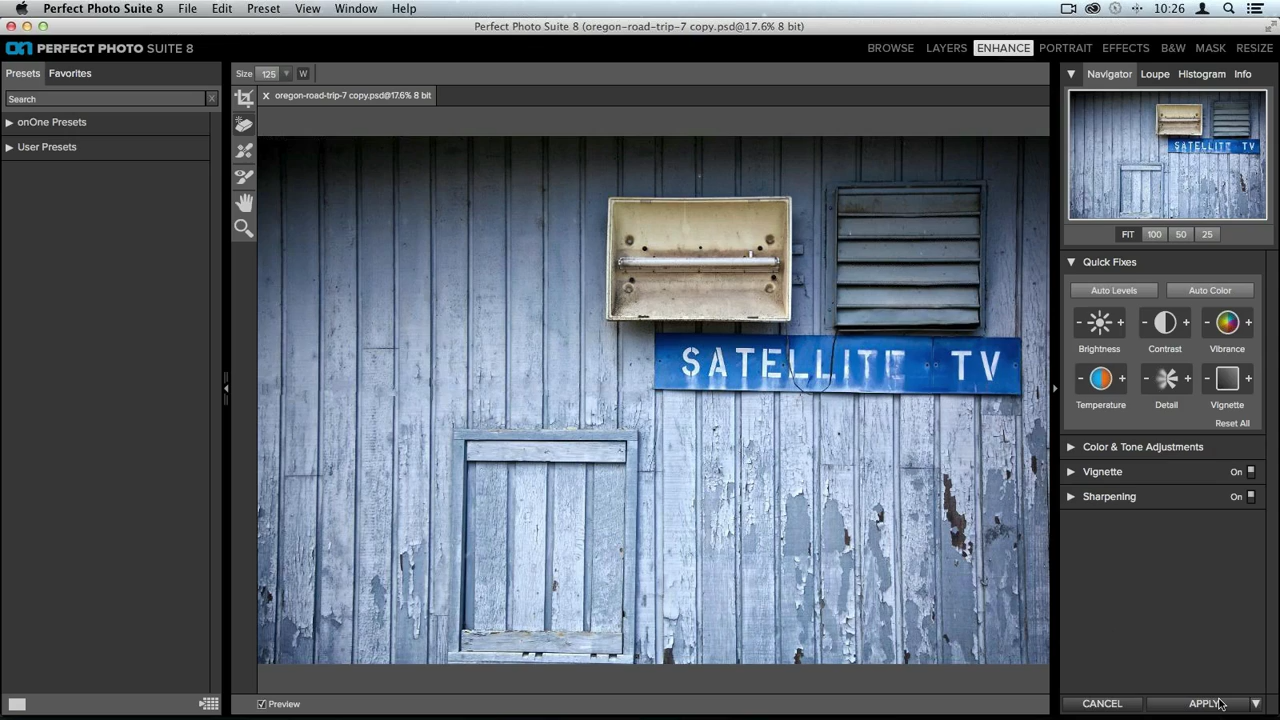 Perfect Photo Suite 8 File Edit Preset View Window Help 10:26
Perfect Photo Suite 8 (oregon-road-trip-7 copy.psd@17.6% 8 bit)
on PERFECT PHOTO SUITE 8 BROWSE LAYERS ENHANCE PORTRAIT EFFECTS B&W MASK RESIZE
Presets Favorites Size 125 W Navigator Loupe Histogram Info
Search X x oregon-road-trip-7 copy.psd@17.6% 8 bit
onOne Presets
User Presets
SATELLITE TV
FIT 100 50 25
Quick Fixes
Auto Levels Auto Color
- + - + - +
Brightness Contrast Vibrance
SATELLITE TV
- + - + - +
Temperature Detail Vignette
Reset All
Color & Tone Adjustments
Vignette On
Sharpening On
Preview CANCEL APPLY